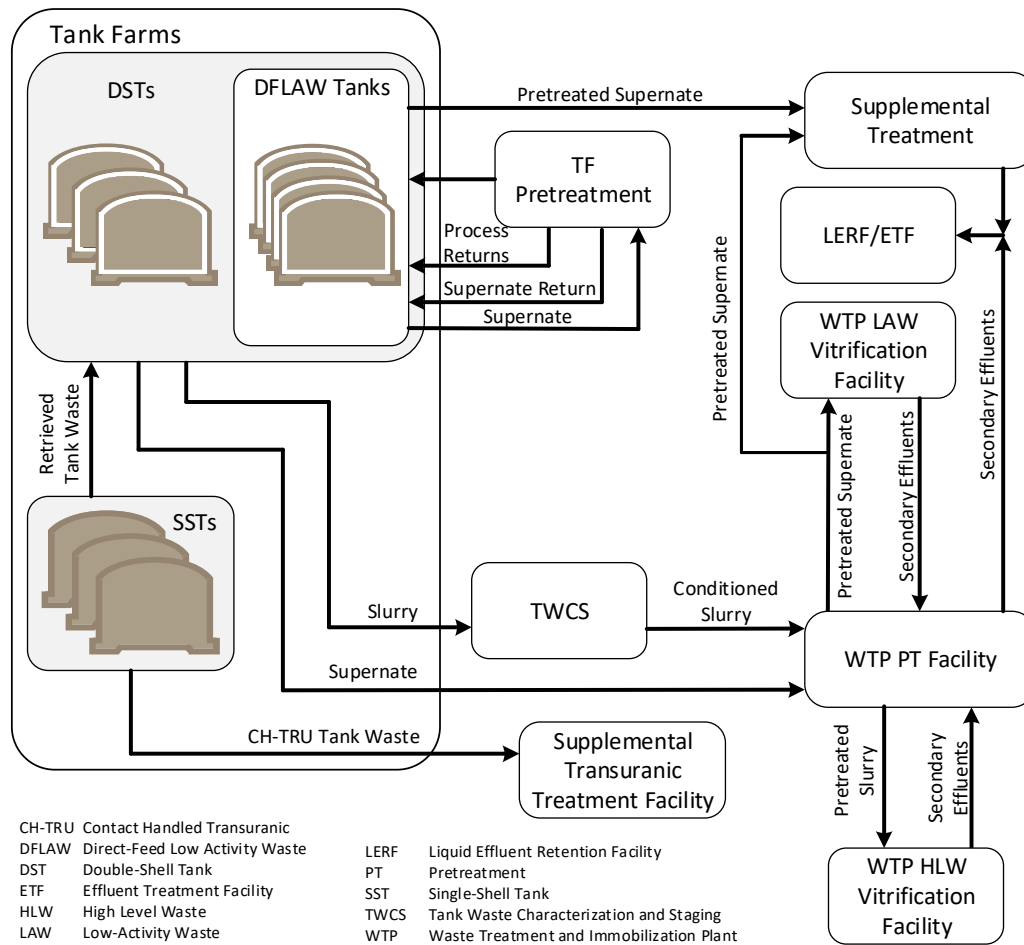 Tank Farms
DSTs
DFLAW Tanks
Pretreated Supernate
Supplemental
Treatment
TF
Pretreatment
Process
Returns
Supernate Return
Supernate
LERF/ETF
Pretreated Supernate
WTP LAW
Vitrification
Facility
Secondary Effluents
Retrieved
Tank Waste
SSTs
Pretreated Supernate
Secondary Effluents
Slurry
TWCS
Conditioned
Slurry
WTP PT Facility
Supernate
CH-TRU Tank Waste
Supplemental
Transuranic
Treatment Facility
Pretreated
Slurry
Secondary
Effluents
WTP HLW
Vitrification
Facility
CH-TRU Contact Handled Transuranic
DFLAW Direct-Feed Low Activity Waste
DST Double-Shell Tank
ETF Effluent Treatment Facility
HLW High Level Waste
LAW Low-Activity Waste
LERF Liquid Effluent Retention Facility
PT Pretreatment
SST Single-Shell Tank
TWCS Tank Waste Characterization and Staging
WTP Waste Treatment and Immobilization Plant